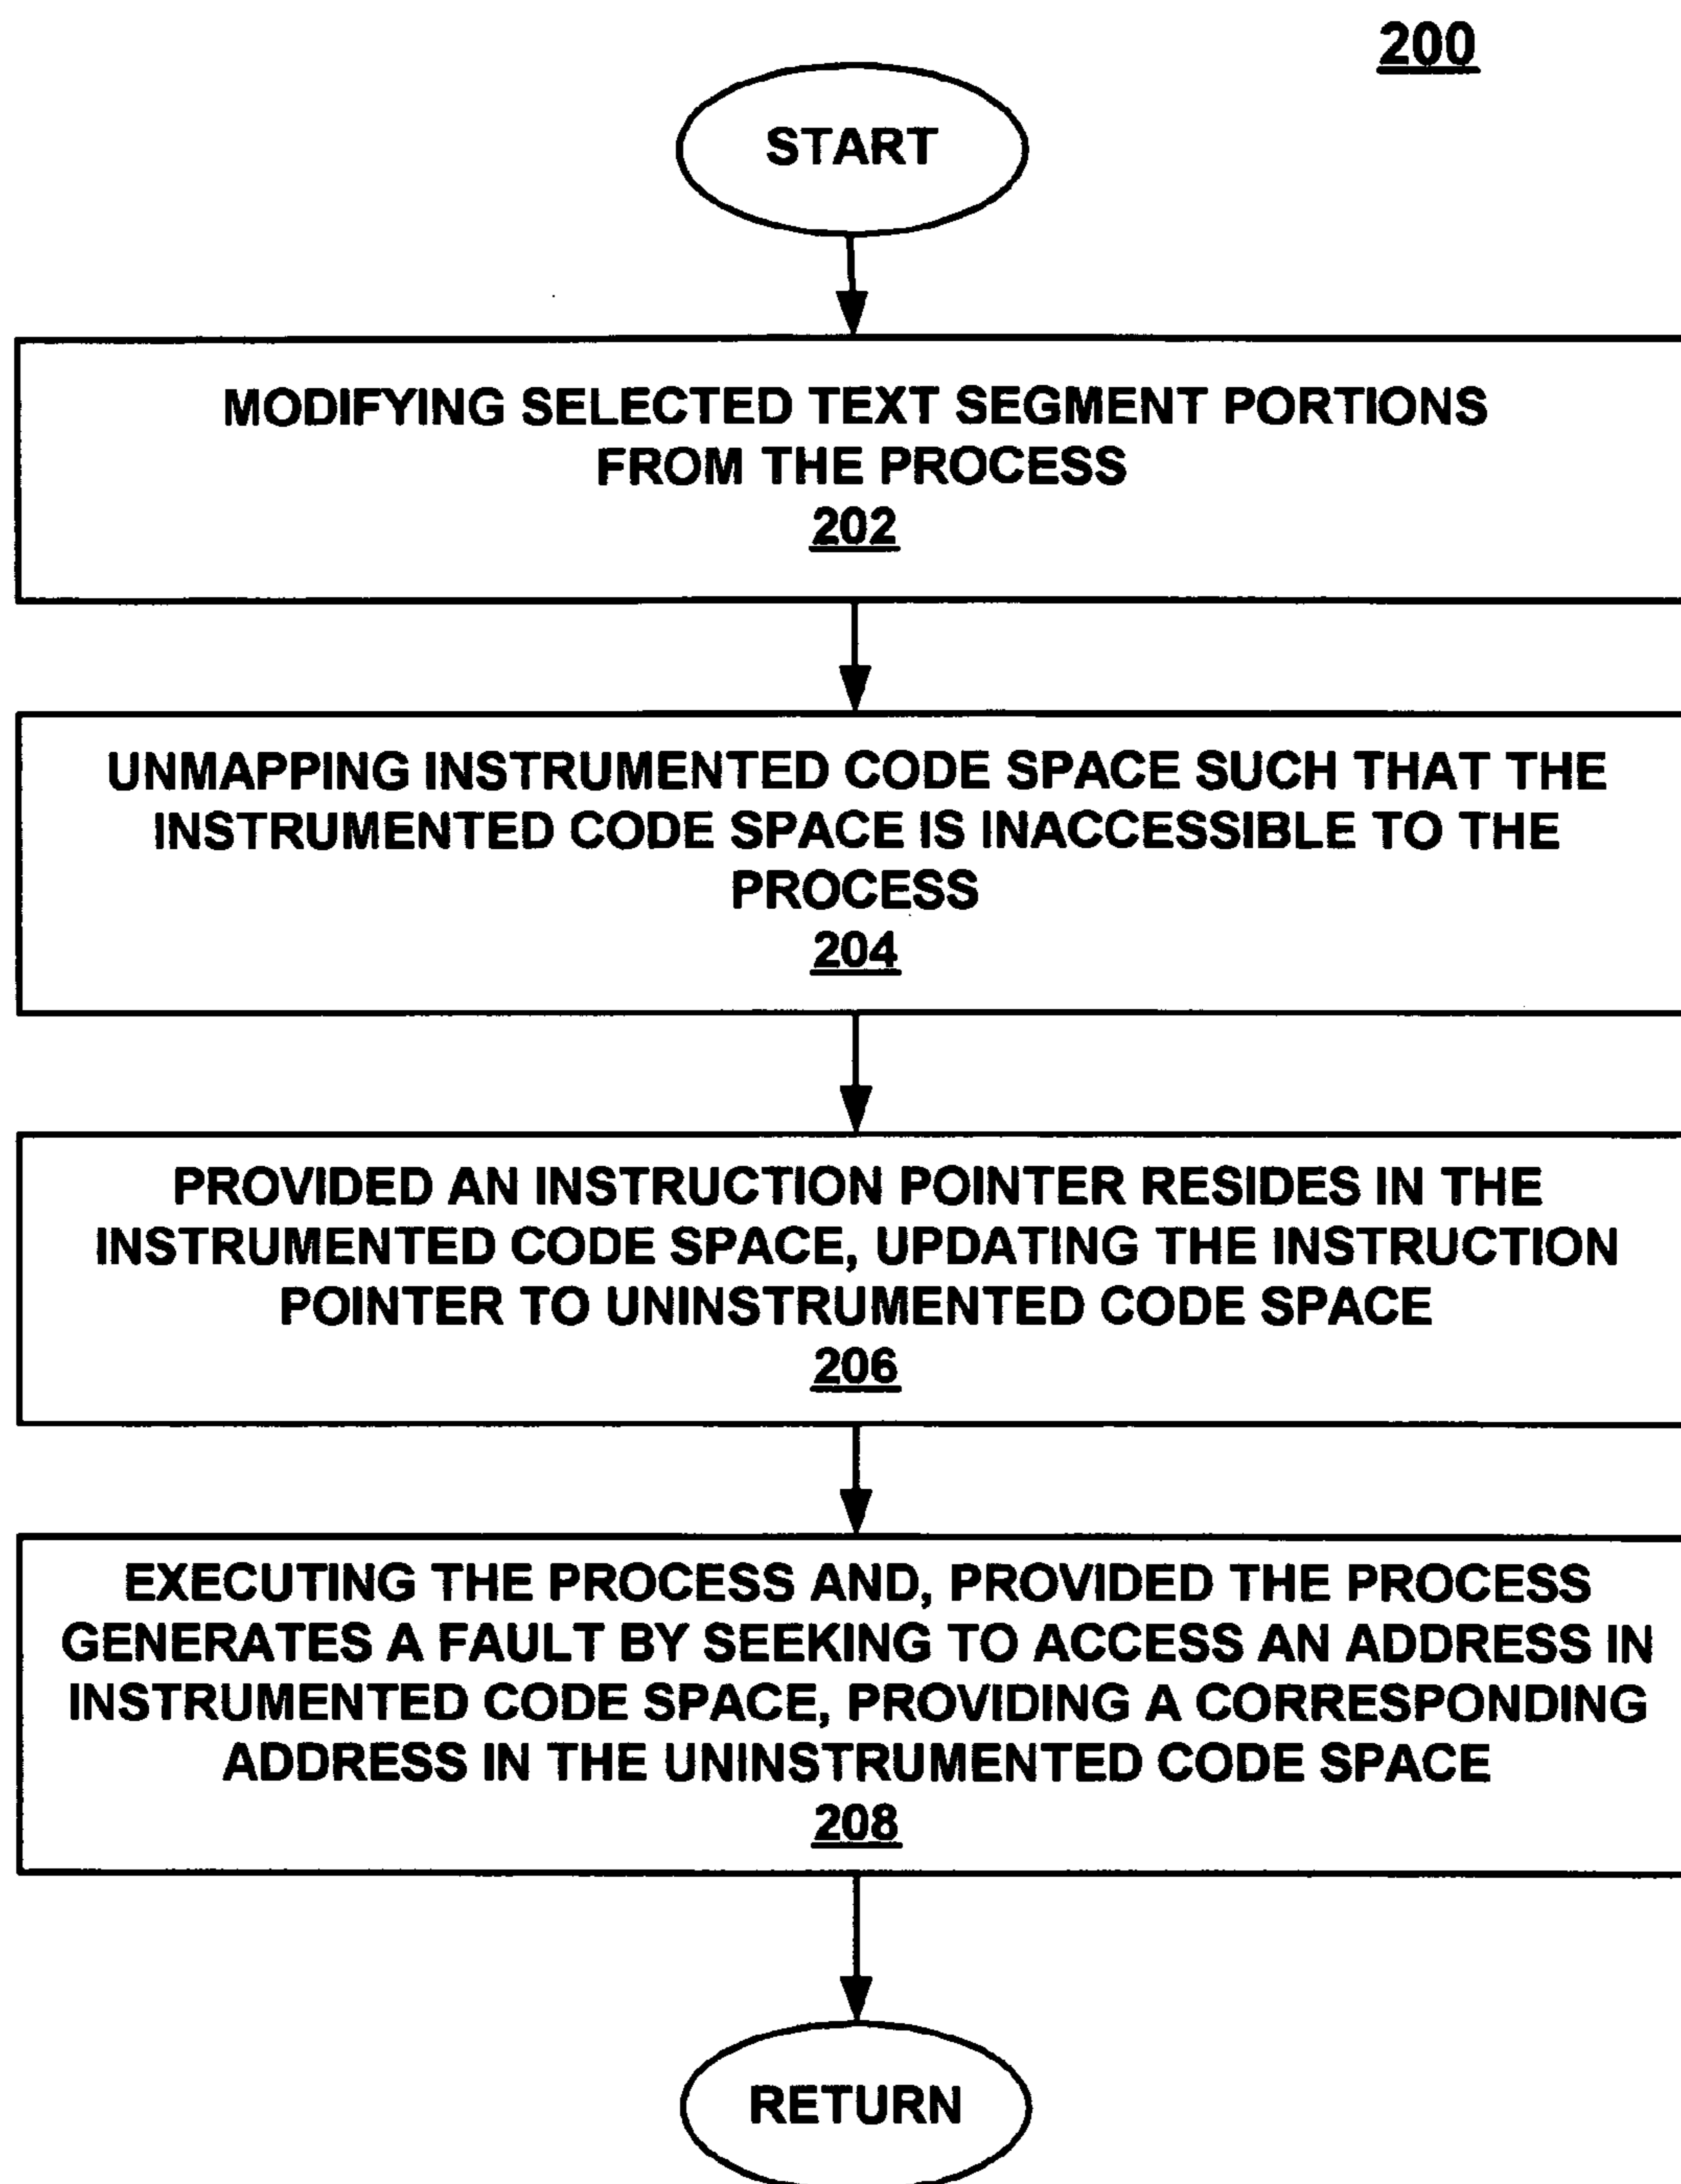 200
START
MODIFYING SELECTED TEXT SEGMENT PORTIONS
FROM THE PROCESS
202
UNMAPPING INSTRUMENTED CODE SPACE SUCH THAT THE
INSTRUMENTED CODE SPACE IS INACCESSIBLE TO THE
PROCESS
204
PROVIDED AN INSTRUCTION POINTER RESIDES IN THE
INSTRUMENTED CODE SPACE, UPDATING THE INSTRUCTION
POINTER TO UNINSTRUMENTED CODE SPACE
206
EXECUTING THE PROCESS AND, PROVIDED THE PROCESS
GENERATES A FAULT BY SEEKING TO ACCESS AN ADDRESS IN
INSTRUMENTED CODE SPACE, PROVIDING A CORRESPONDING
ADDRESS IN THE UNINSTRUMENTED CODE SPACE
208
RETURN